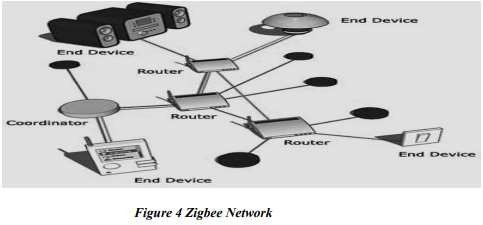 End Device
End Device
Router
Coordinator
Router
Router
End Device
End Device
Figure 4 Zigbee Network